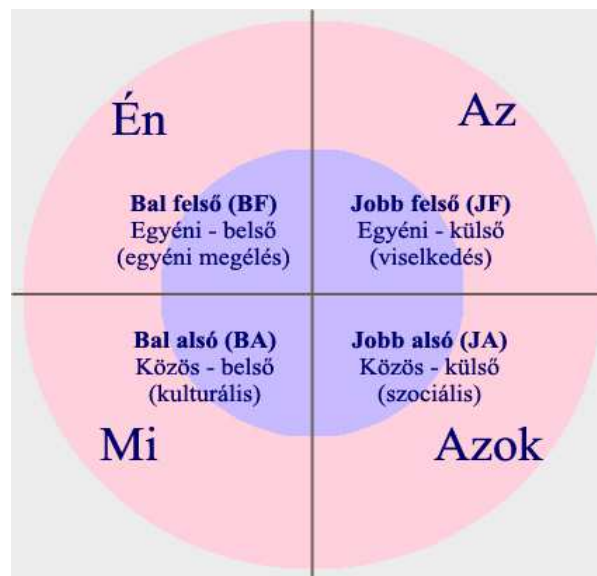 Én
Az
Bal felső (BF)
Egyéni - belső
(egyéni megélés)
Jobb felső (JF)
Egyéni - külső
(viselkedés)
Bal alsó (BA)
Közös - belső
(kulturális)
Jobb alsó (JA)
Közös - külső
(szociális)
Mi
Azok